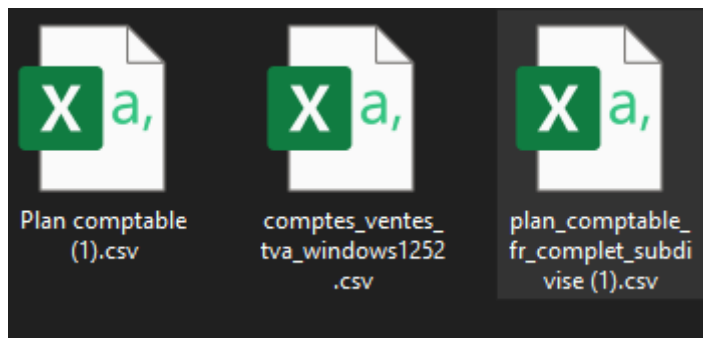 X a,
X a,
X a,
Plan comptable
(1).csv
comptes_ventes_
tva_windows1252
.csv
plan_comptable_
fr_complet_subdi
vise (1).csv